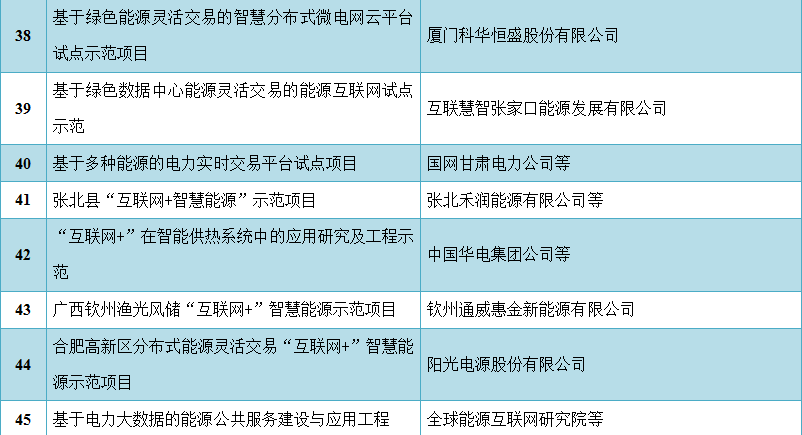 38
基于绿色能源灵活交易的智慧分布式微电网云平台
试点示范项目
厦门科华恒盛股份有限公司
39
基于绿色数据中心能源灵活交易的能源互联网试点
示范
互联慧智张家口能源发展有限公司
40
基于多种能源的电力实时交易平台试点项目
国网甘肃电力公司等
41
张北县“互联网+智慧能源”示范项目
张北禾润能源有限公司等
42
“互联网+”在智能供热系统中的应用研究及工程示
范
中国华电集团公司等
43
广西钦州渔光风储“互联网+”智慧能源示范项目
钦州通威惠金新能源有限公司
44
合肥高新区分布式能源灵活交易“互联网+”智慧能
源示范项目
阳光电源股份有限公司
45
基于电力大数据的能源公共服务建设与应用工程
全球能源互联网研究院等